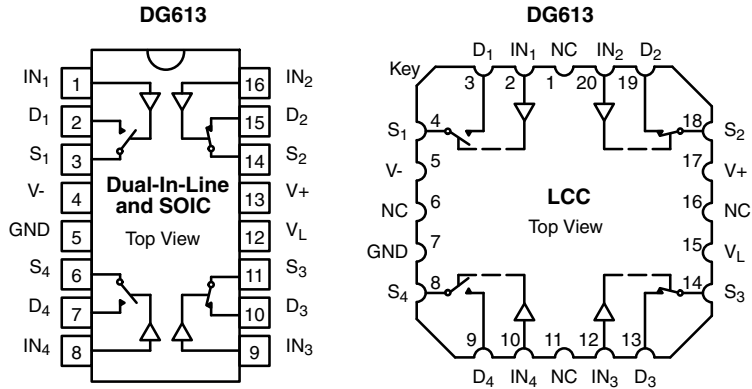 DG613
IN1 1 16 IN2
D1 2 15 D2
S1 3 14 S2
V- 4 13 V+
GND 5 12 VL
S4 6 11 S3
D4 7 10 D3
IN4 8 9 IN3
Dual-In-Line
and SOIC
Top View
DG613
Key D1 IN1 NC IN2 D2
3 2 1 20 19
S1 4 18 S2
V- 5 17 V+
NC 6 16 NC
GND 7 15 VL
S4 8 14 S3
LCC
Top View
9 10 11 12 13
D4 IN4 NC IN3 D3